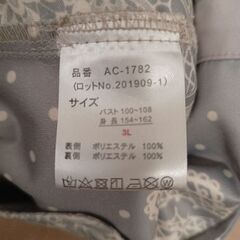 品番 AC-1782
(ロットNo.201909-1)
サイズ
バスト 100~108
身長 154~162
3L
表側 ポリエステル 100%
裏側 ポリエステル 100%